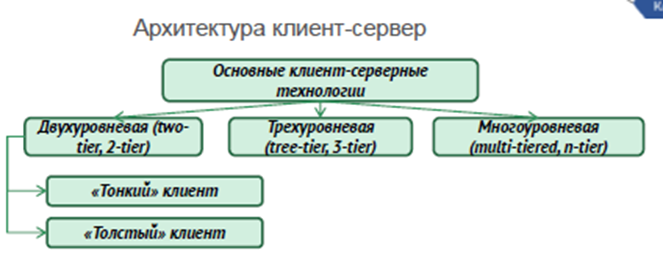 Архитектура клиент-сервер
Основные клиент-серверные
технологии
Двухуровневая (two-
tier, 2-tier)
Трехуровневая
(tree-tier, 3-tier)
Многоуровневая
(multi-tiered, n-tier)
«Тонкий» клиент
«Толстый» клиент